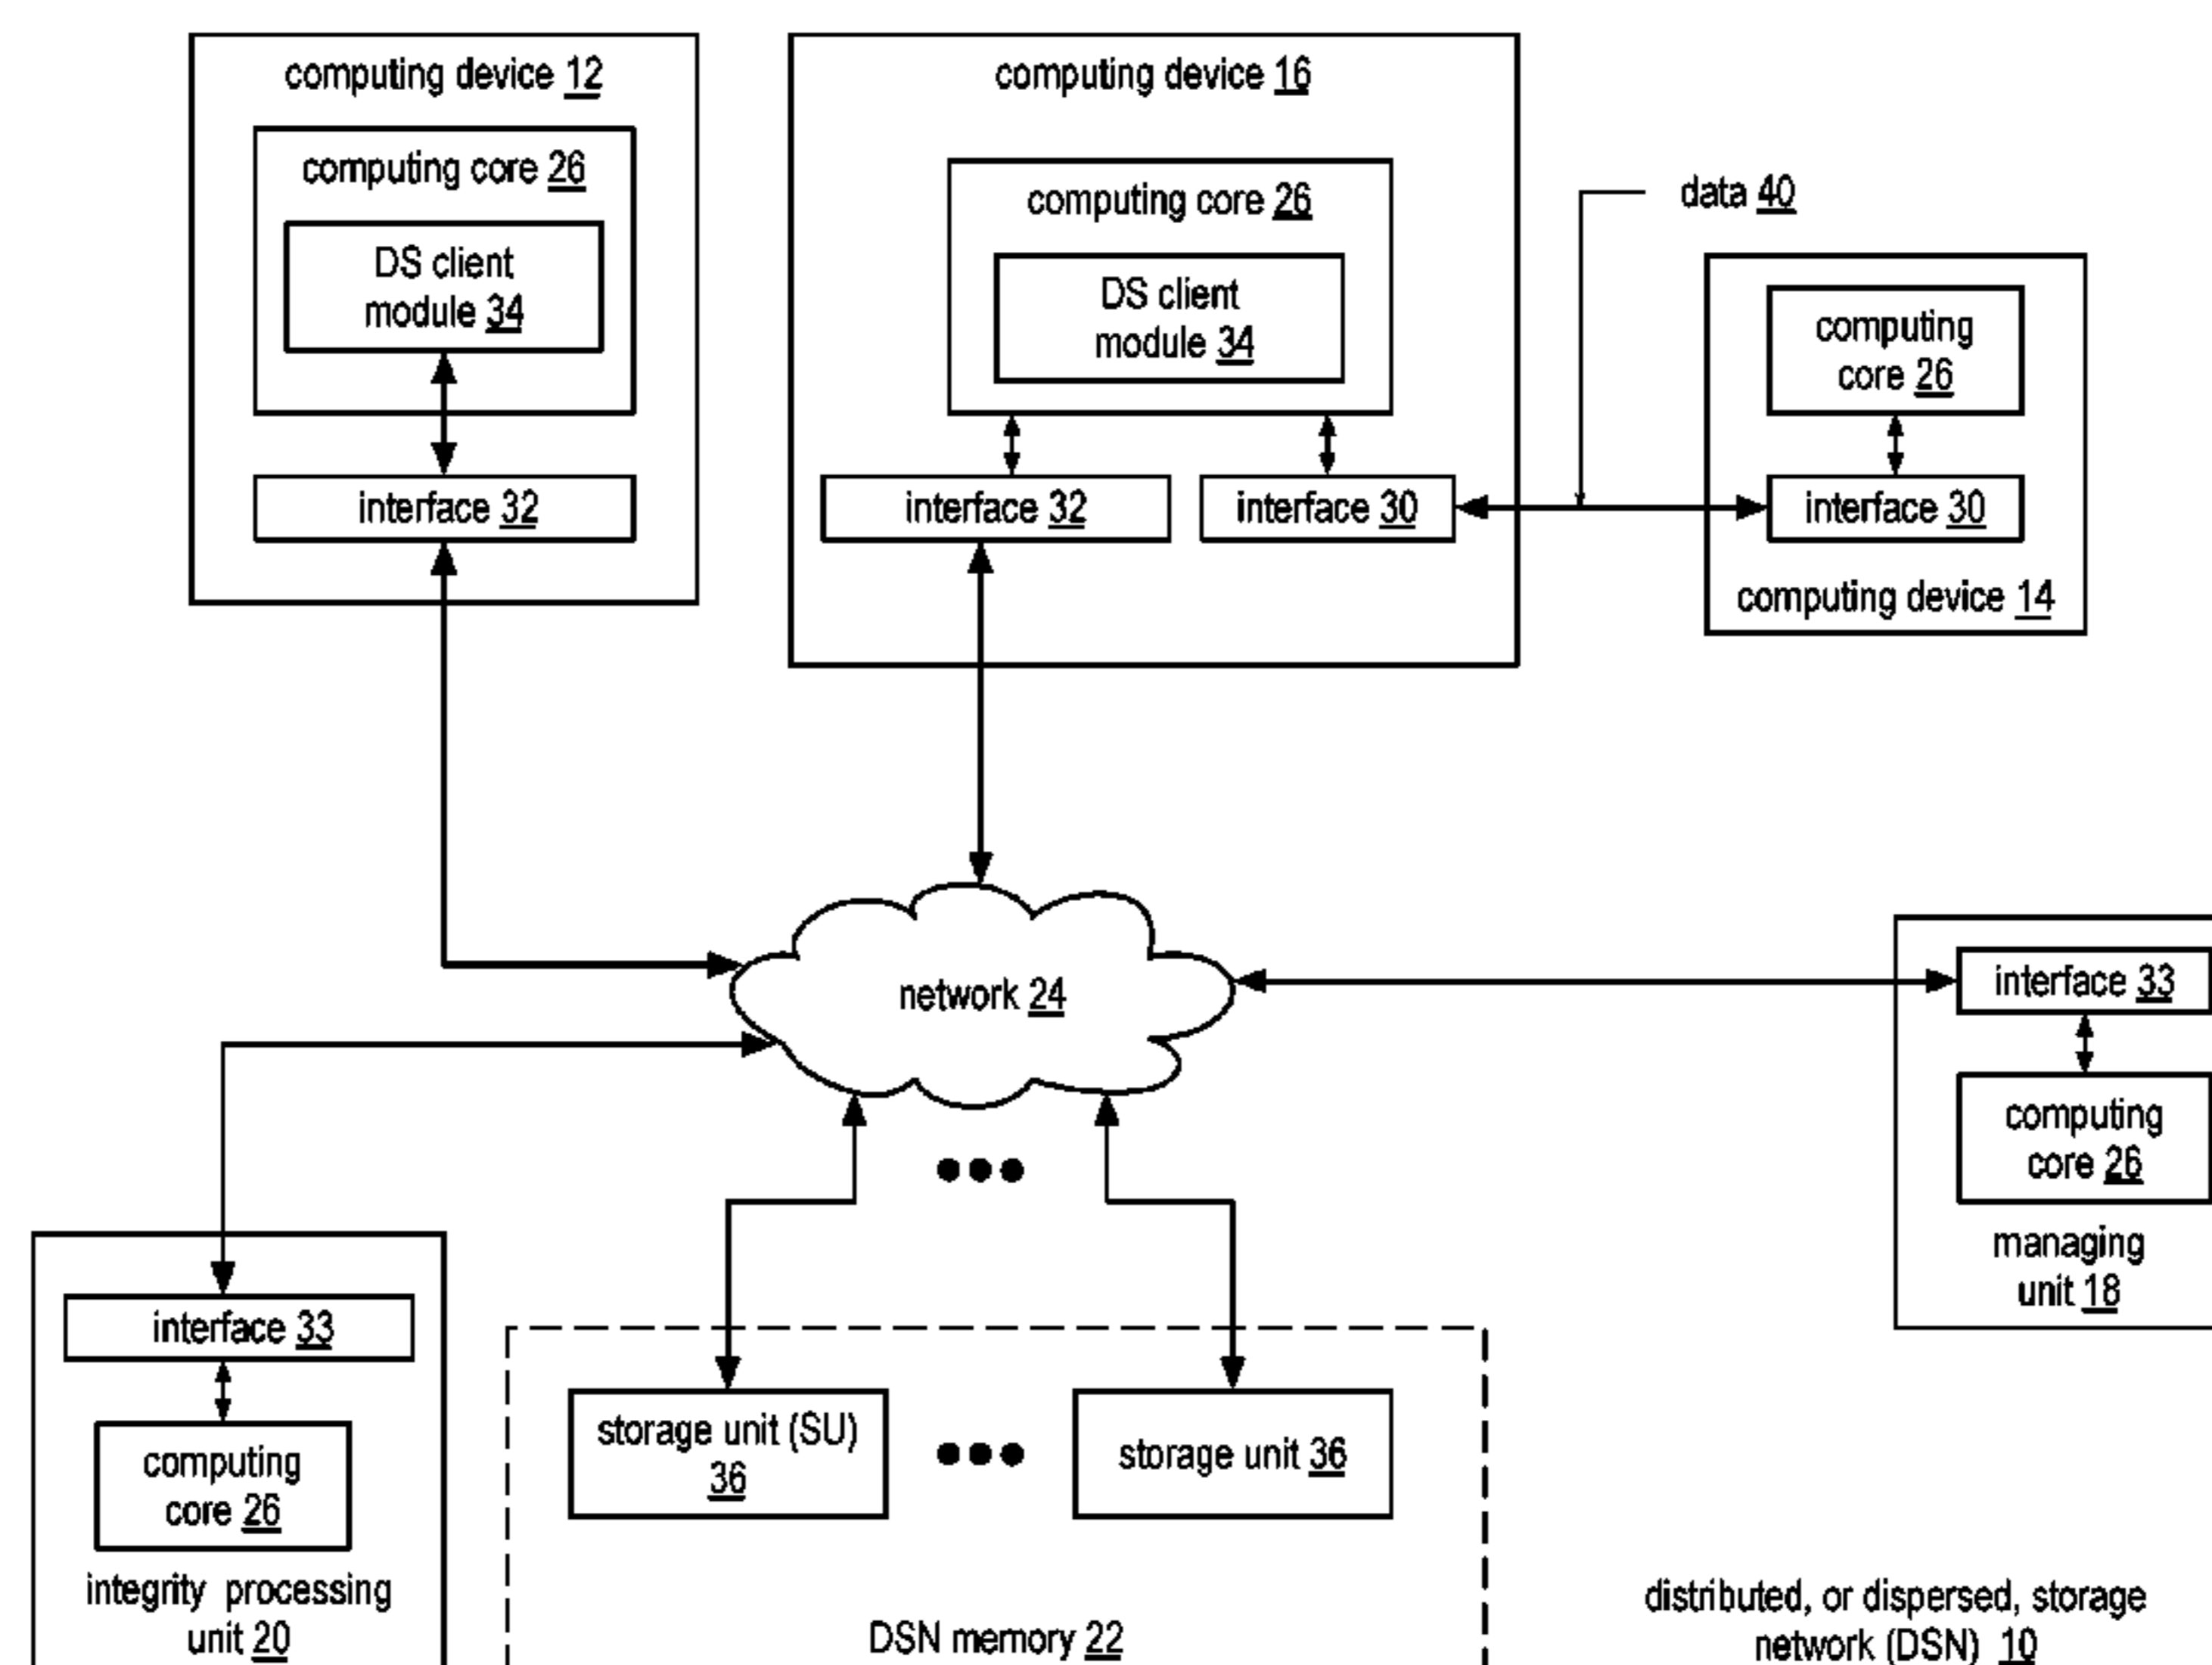 computing device 12
computing core 26
DS client
module 34
interface 32
computing device 16
computing core 26
DS client
module 34
interface 32
interface 30
data 40
computing
core 26
interface 30
computing device 14
network 24
interface 33
computing
core 26
managing
unit 18
interface 33
computing
core 26
integrity processing
unit 20
storage unit (SU)
36
storage unit 36
DSN memory 22
distributed, or dispersed, storage
network (DSN) 10